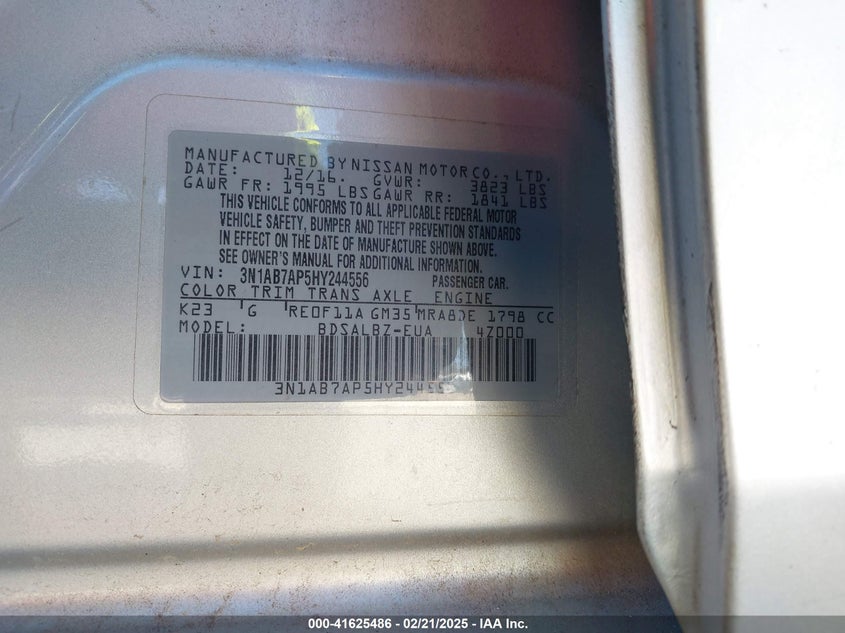 MANUFACTURED BY NISSAN MOTOR CO., LTD.
DATE: 12/16. GVWR: 3823 LBS
GAWR FR: 1995 LBS GAWR RR: 1841 LBS
THIS VEHICLE CONFORMS TO ALL APPLICABLE FEDERAL MOTOR
VEHICLE SAFETY, BUMPER AND THEFT PREVENTION STANDARDS
IN EFFECT ON THE DATE OF MANUFACTURE SHOWN ABOVE.
SEE OWNER'S MANUAL FOR ADDITIONAL INFORMATION.
VIN: 3N1AB7AP5HY244556 PASSENGER CAR.
COLOR TRIM TRANS AXLE ENGINE
K23 G RE0F11A GM35 MRA8DE 1798 CC
MODEL: BDSALBZ-EUA 4Z000
3N1AB7AP5HY24455
000-41625486 - 02/21/2025 - IAA Inc.